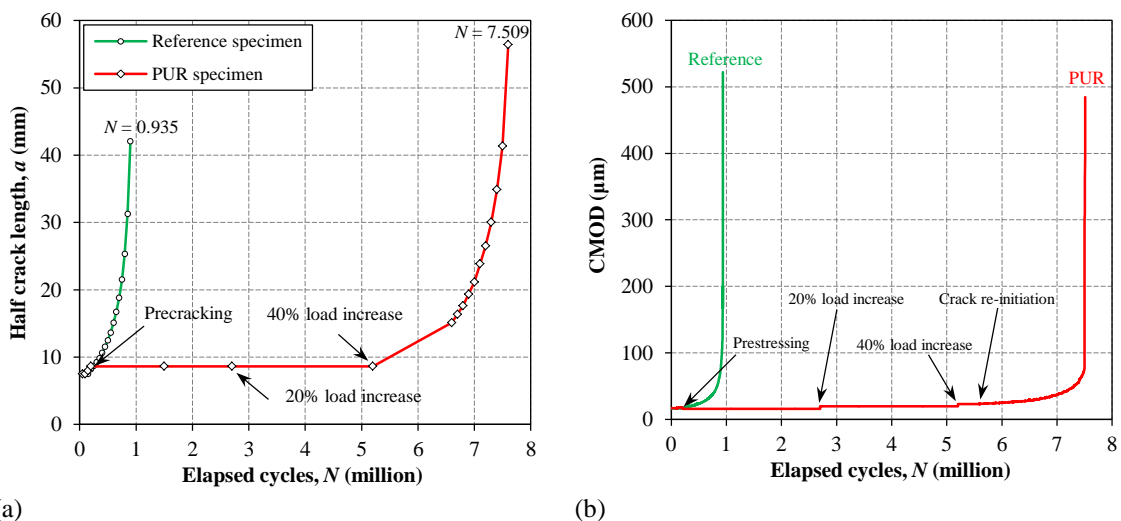 60
50
40
30
20
10
0
Half crack length, a (mm)
Reference specimen
PUR specimen
N = 7.509
N = 0.935
Precracking
40% load increase
20% load increase
0 1 2 3 4 5 6 7 8
Elapsed cycles, N (million)
(a)
600
500
400
300
200
100
0
CMOD (μm)
Reference
PUR
20% load increase
Crack re-initiation
Prestressing
40% load increase
0 1 2 3 4 5 6 7 8
Elapsed cycles, N (million)
(b)